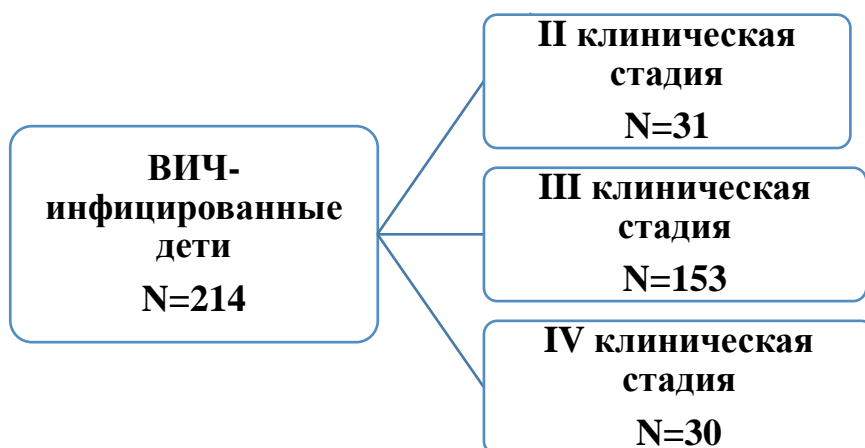 ВИЧ-
инфицированные
дети
N=214
II клиническая
стадия
N=31
III клиническая
стадия
N=153
IV клиническая
стадия
N=30